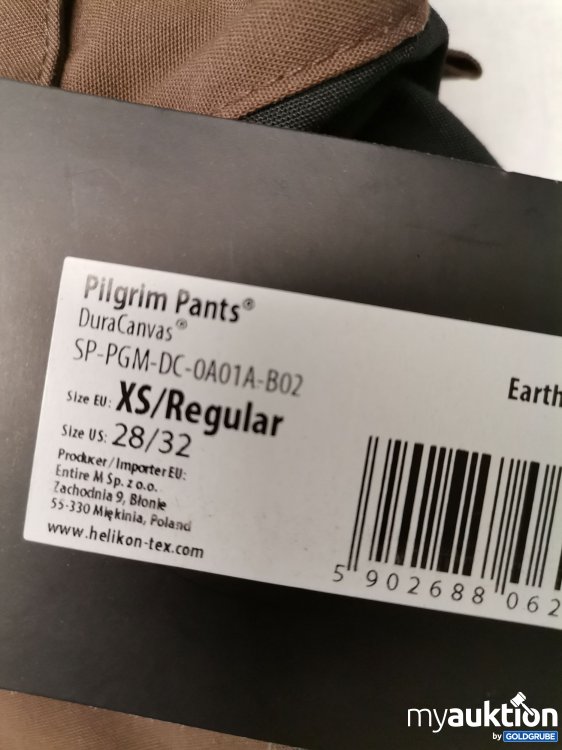 Pilgrim Pants®
DuraCanvas®
SP-PGM-DC-0A01A-B02
Earth
Size EU: XS/Regular
Size US: 28/32
Producer / Importer EU:
Entire M Sp. z o.o.
Zachodnia 9, Błonie
55-330 Miękinia, Poland
www.helikon-tex.com
5 902688 062
myauktion
by GOLDGRUBE